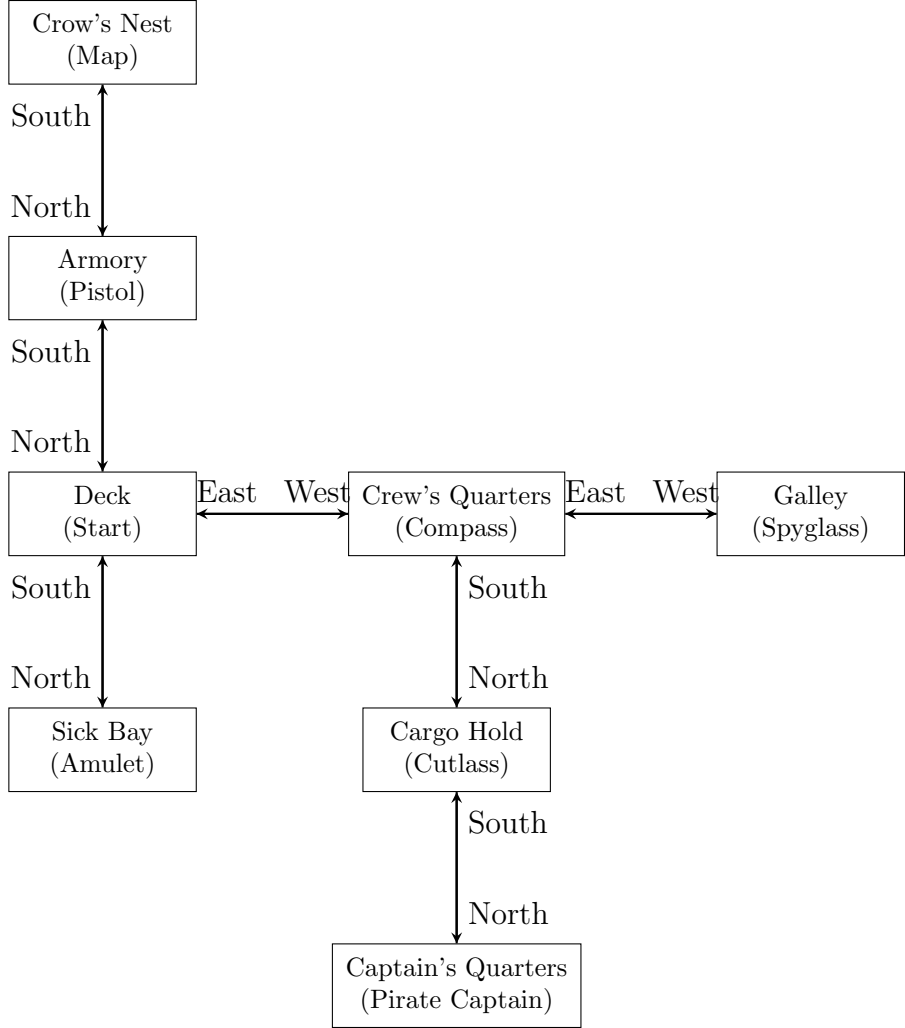 Crow's Nest
(Map)
South
North
Armory
(Pistol)
South
North
Deck
(Start)
East West
Crew's Quarters
(Compass)
East West
Galley
(Spyglass)
South
South
North
North
Sick Bay
(Amulet)
Cargo Hold
(Cutlass)
South
North
Captain's Quarters
(Pirate Captain)